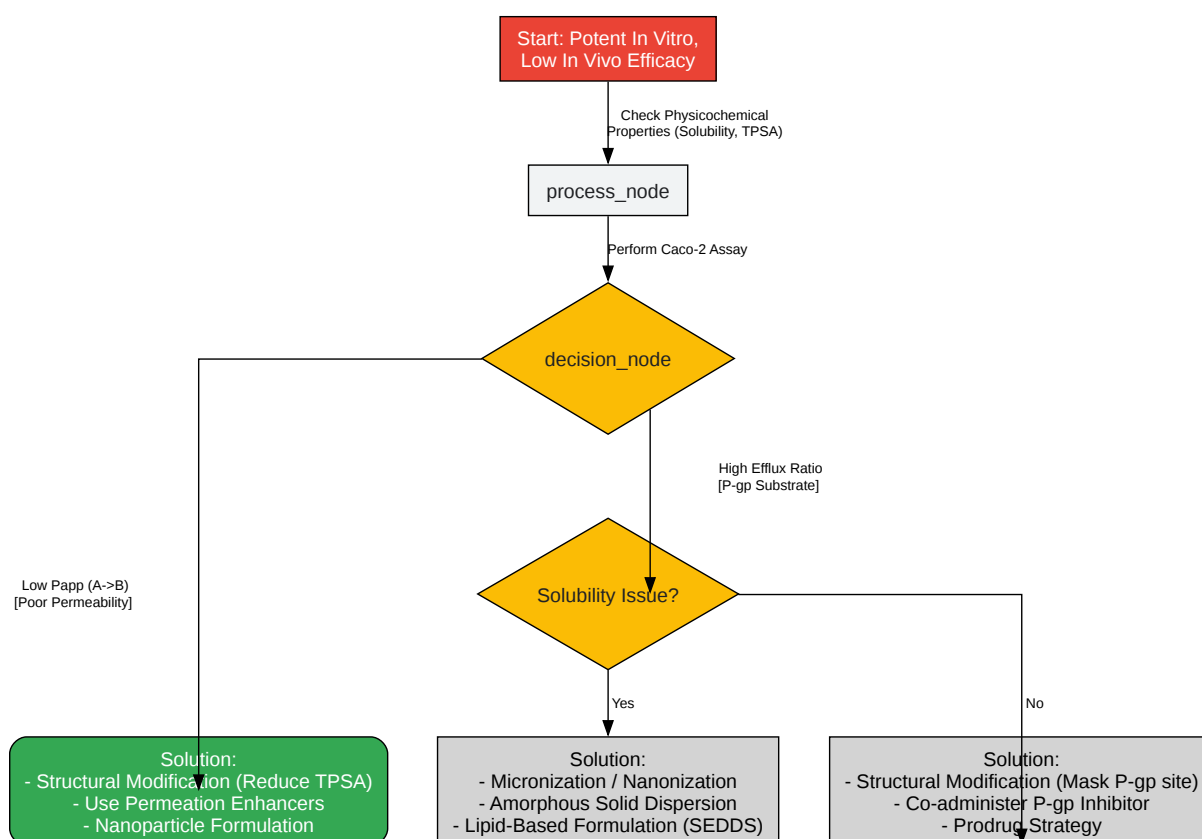 Start: Potent In Vitro,
Low In Vivo Efficacy
Check Physicochemical
Properties (Solubility, TPSA)
process_node
Perform Caco-2 Assay
decision_node
High Efflux Ratio
[P-gp Substrate]
Low Papp (A->B)
[Poor Permeability]
Solubility Issue?
Yes
No
Solution:
- Structural Modification (Reduce TPSA)
- Use Permeation Enhancers
- Nanoparticle Formulation
Solution:
- Micronization / Nanonization
- Amorphous Solid Dispersion
- Lipid-Based Formulation (SEDDS)
Solution:
- Structural Modification (Mask P-gp site)
- Co-administer P-gp Inhibitor
- Prodrug Strategy